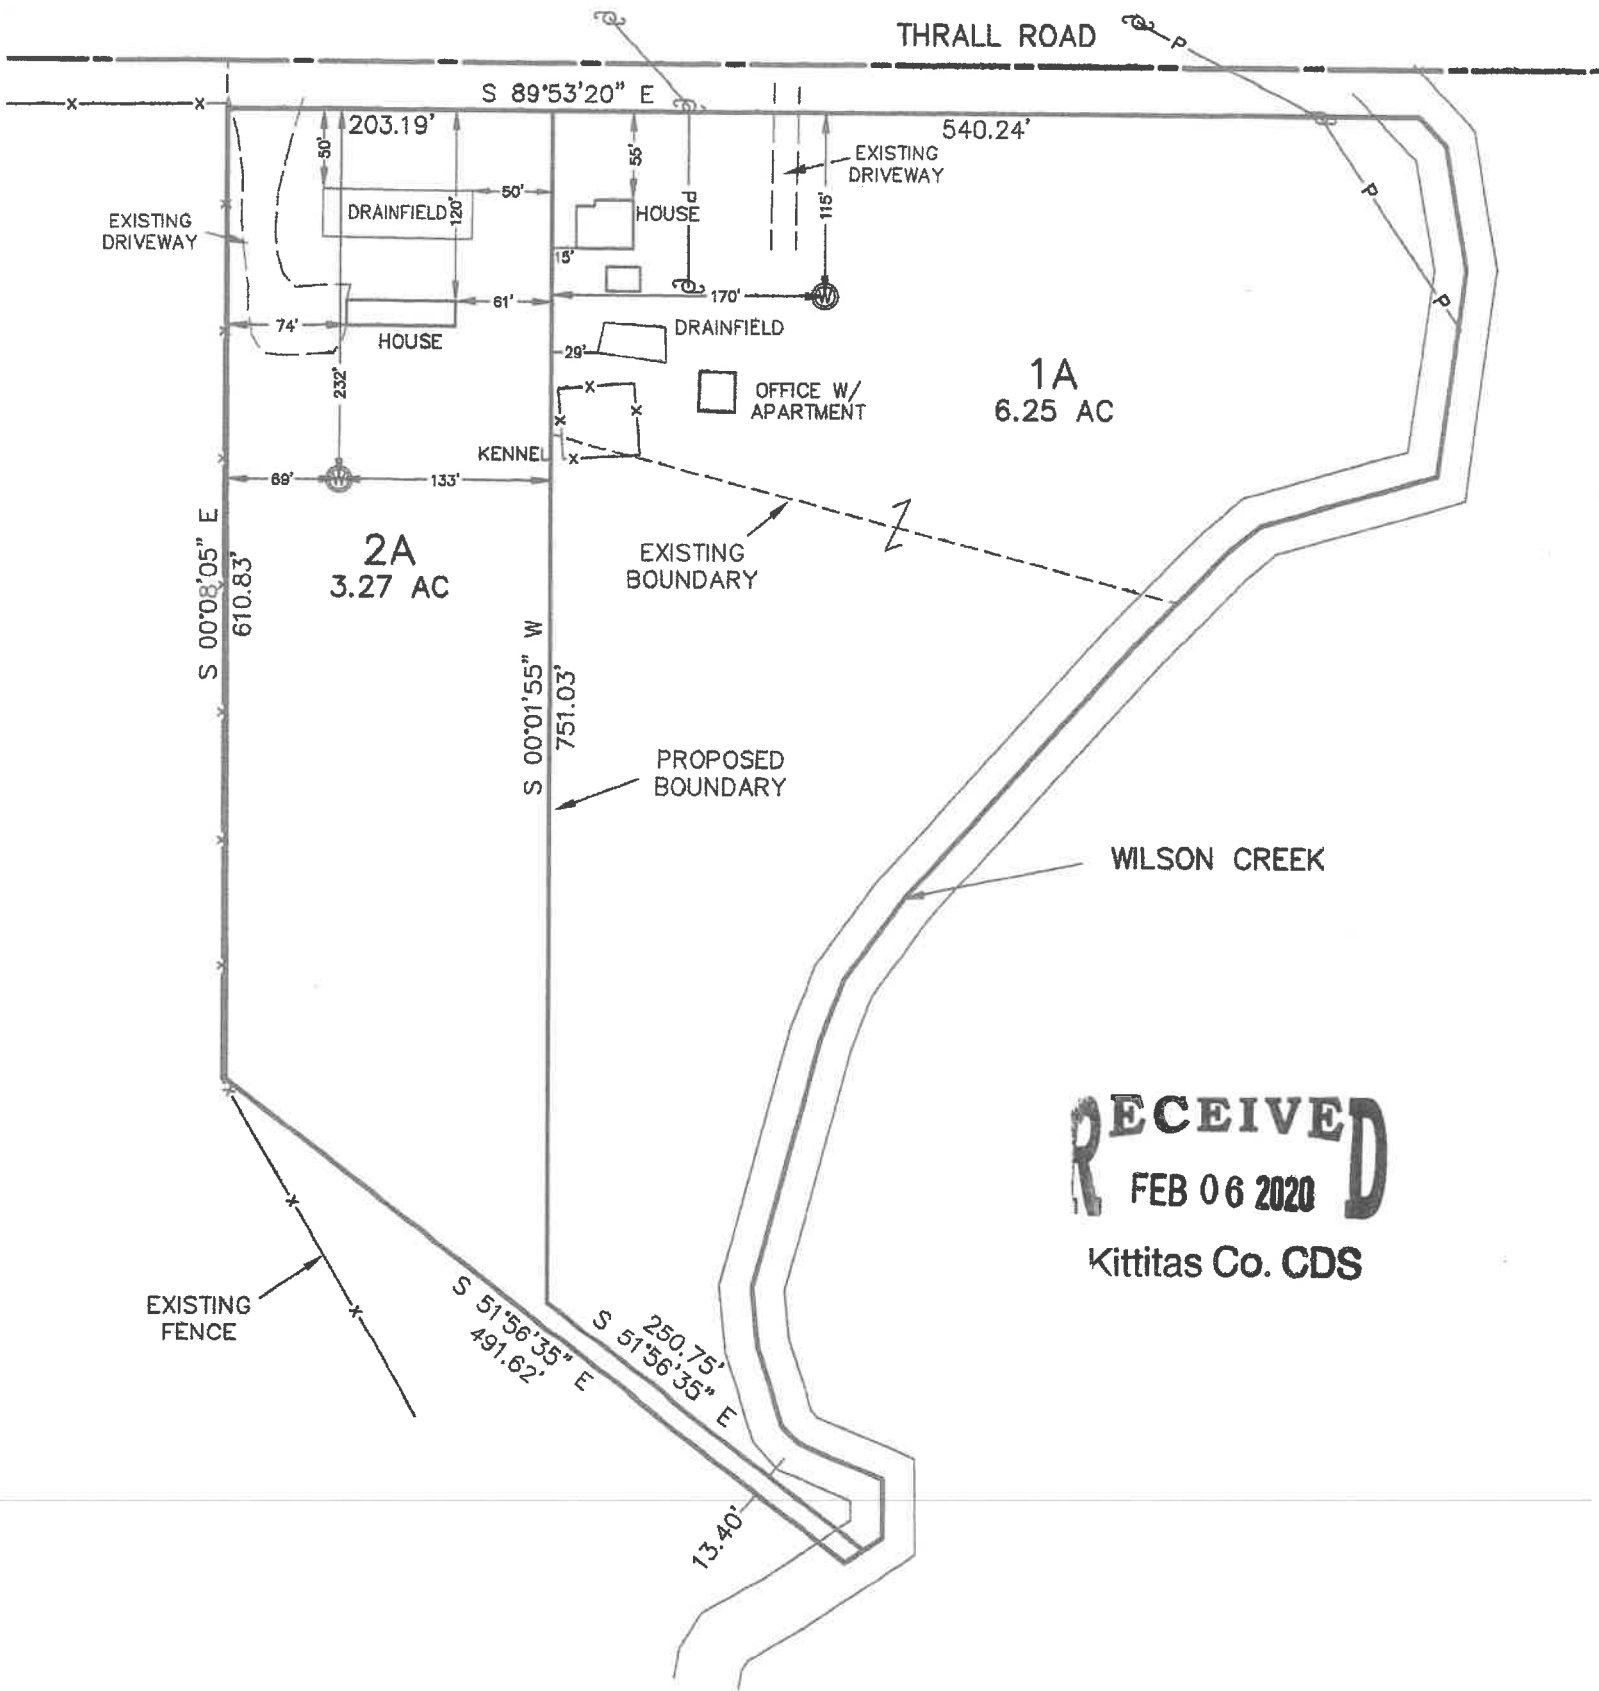 THRALL ROAD
P
S 89°53'20" E
203.19'
540.24'
50'
55'
EXISTING
DRIVEWAY
P
50'
DRAINFIELD
120'
HOUSE
P
115'
EXISTING
DRIVEWAY
15'
61'
170'
W
P
74'
HOUSE
DRAINFIELD
29'
232'
1A
6.25 AC
OFFICE W/
APARTMENT
KENNEL
69'
W
133'
2A
3.27 AC
EXISTING
BOUNDARY
S 00°08'05" E
610.83'
S 00°01'55" W
751.03'
PROPOSED
BOUNDARY
WILSON CREEK
RECEIVED
FEB 06 2020
Kittitas Co. CDS
EXISTING
FENCE
S 51°56'35" E
491.62'
250.75'
S 51°56'35" E
13.40'